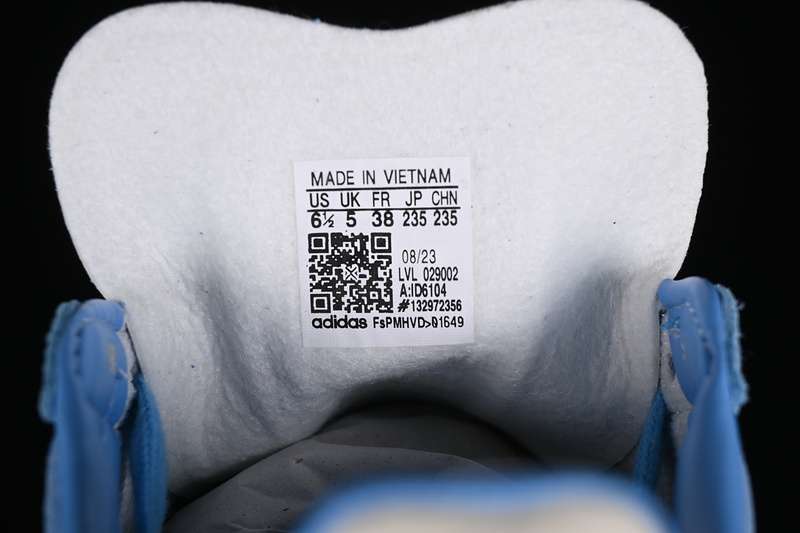 MADE IN VIETNAM
US UK FR JP CHN
6½ 5 38 235 235
08/23
LVL 029002
A:ID6104
#132972356
adidas FsPMHVD>01649